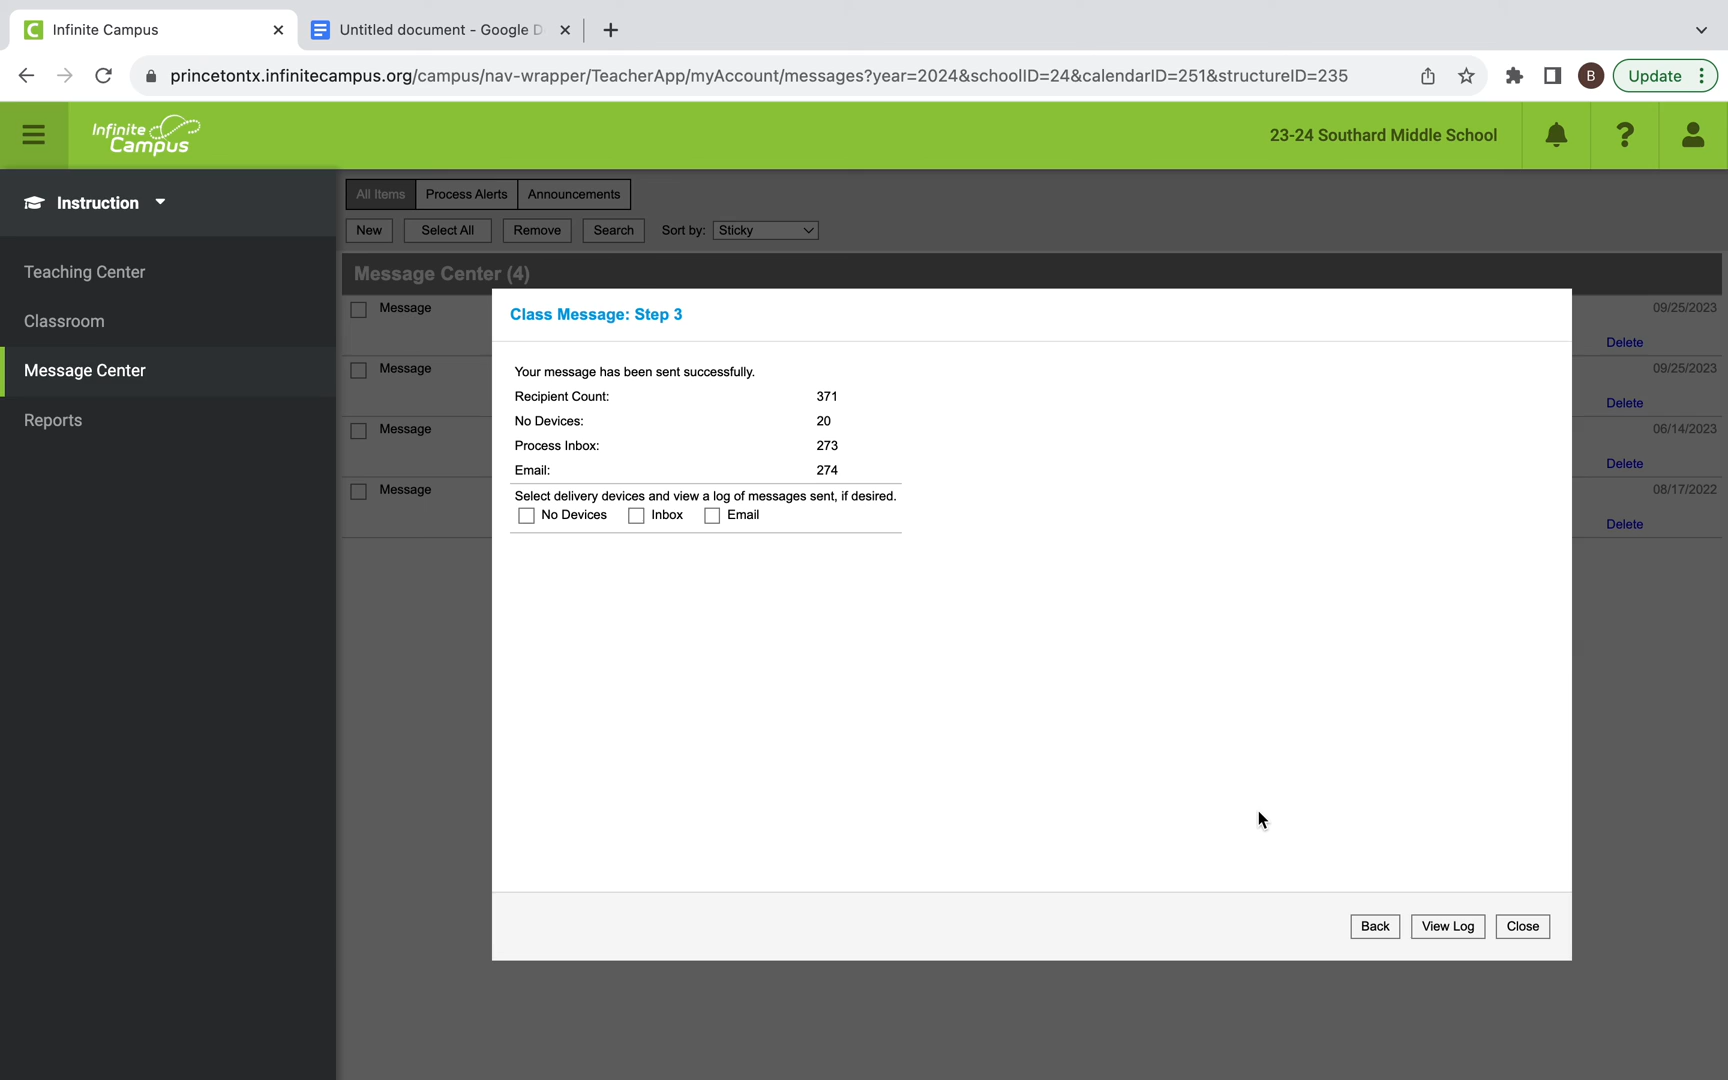 Infinite Campus
Untitled document - Google D
princetontx.infinitecampus.org/campus/nav-wrapper/TeacherApp/myAccount/messages?year=2024&schoolID=24&calendarID=251&structureID=235
B
Update
Infinite Campus
23-24 Southard Middle School
?
Instruction
Teaching Center
Classroom
Message Center
Reports
All Items Process Alerts Announcements
New Select All Remove Search Sort by: Sticky
Message Center (4)
Message 09/25/2023
Delete
Message 09/25/2023
Delete
Message 06/14/2023
Delete
Message 08/17/2022
Delete
Class Message: Step 3
Your message has been sent successfully.
Recipient Count: 371
No Devices: 20
Process Inbox: 273
Email: 274
Select delivery devices and view a log of messages sent, if desired.
No Devices Inbox Email
Back View Log Close